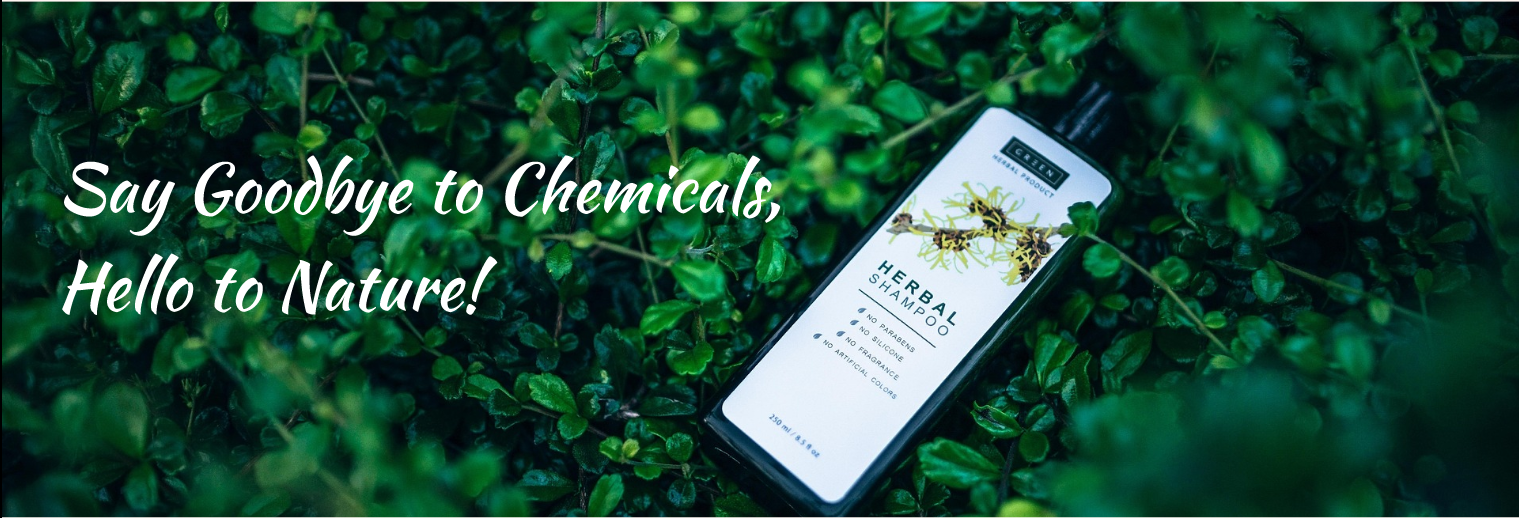 Say Goodbye to Chemicals,
Hello to Nature!
GREEN
HERBAL PRODUCT
HERBAL
SHAMPOO
NO PARABENS
NO SILICONE
NO FRAGRANCE
NO ARTIFICIAL COLORS
250 ml / 8.5 fl oz